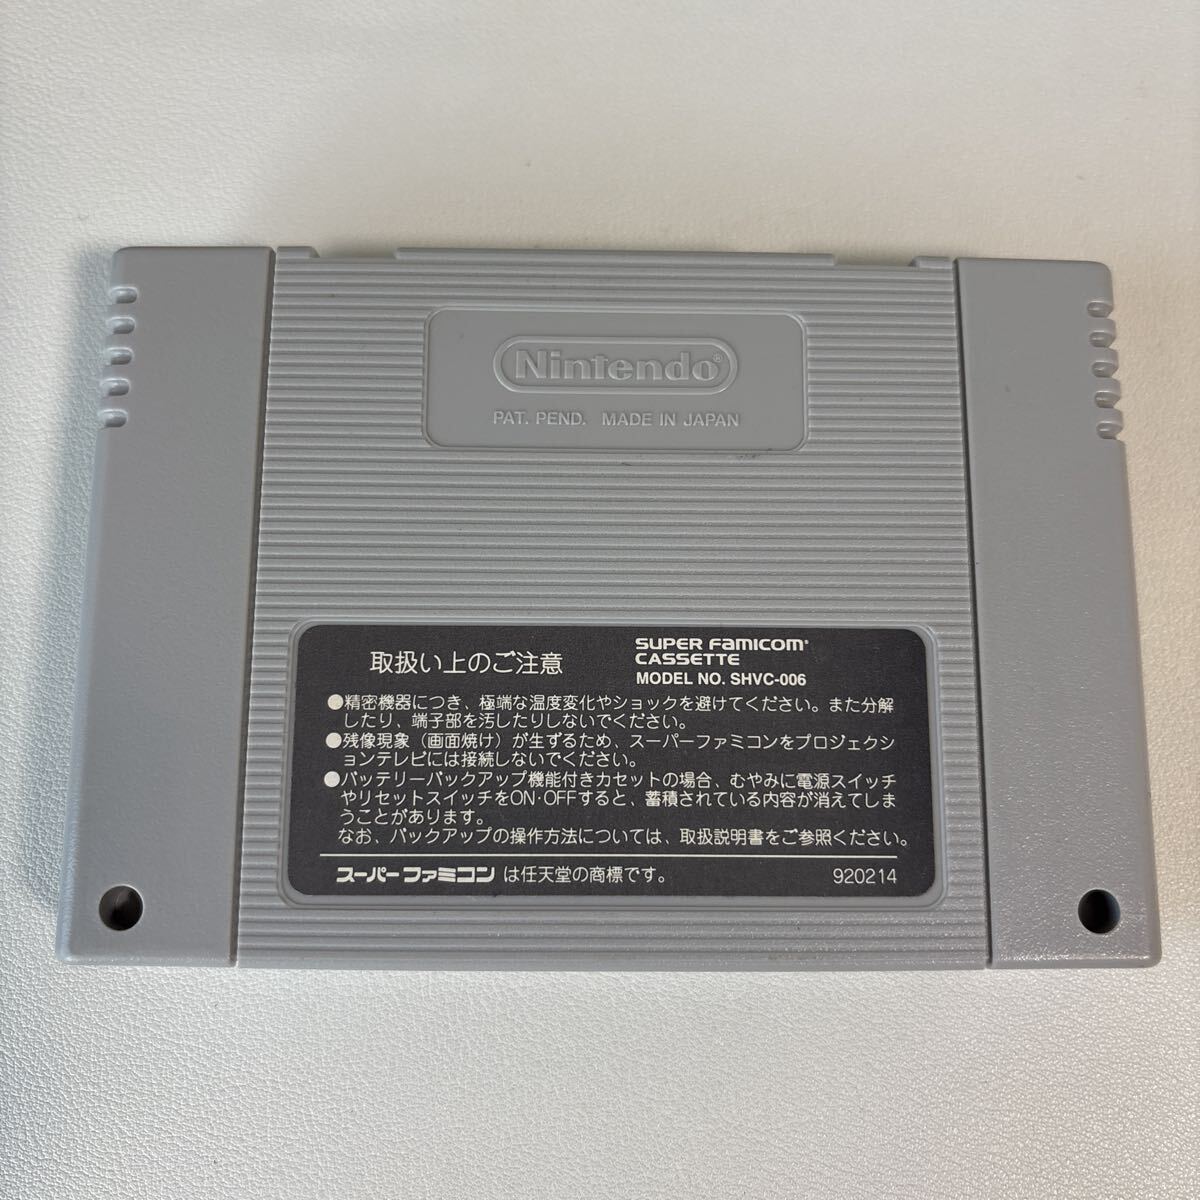 Nintendo®
PAT. PEND. MADE IN JAPAN
取扱い上のご注意
SUPER FAMICOM®
CASSETTE
MODEL NO. SHVC-006
●精密機器につき、極端な温度変化やショックを避けてください。また分解
したり、端子部を汚したりしないでください。
●残像現象（画面焼け）が生ずるため、スーパーファミコンをプロジェクシ
ョンテレビには接続しないでください。
●バッテリーバックアップ機能付きカセットの場合、むやみに電源スイッチ
やリセットスイッチをON・OFFすると、蓄積されている内容が消えてしま
うことがあります。
なお、バックアップの操作方法については、取扱説明書をご参照ください。
スーパーファミコン は任天堂の商標です。
920214